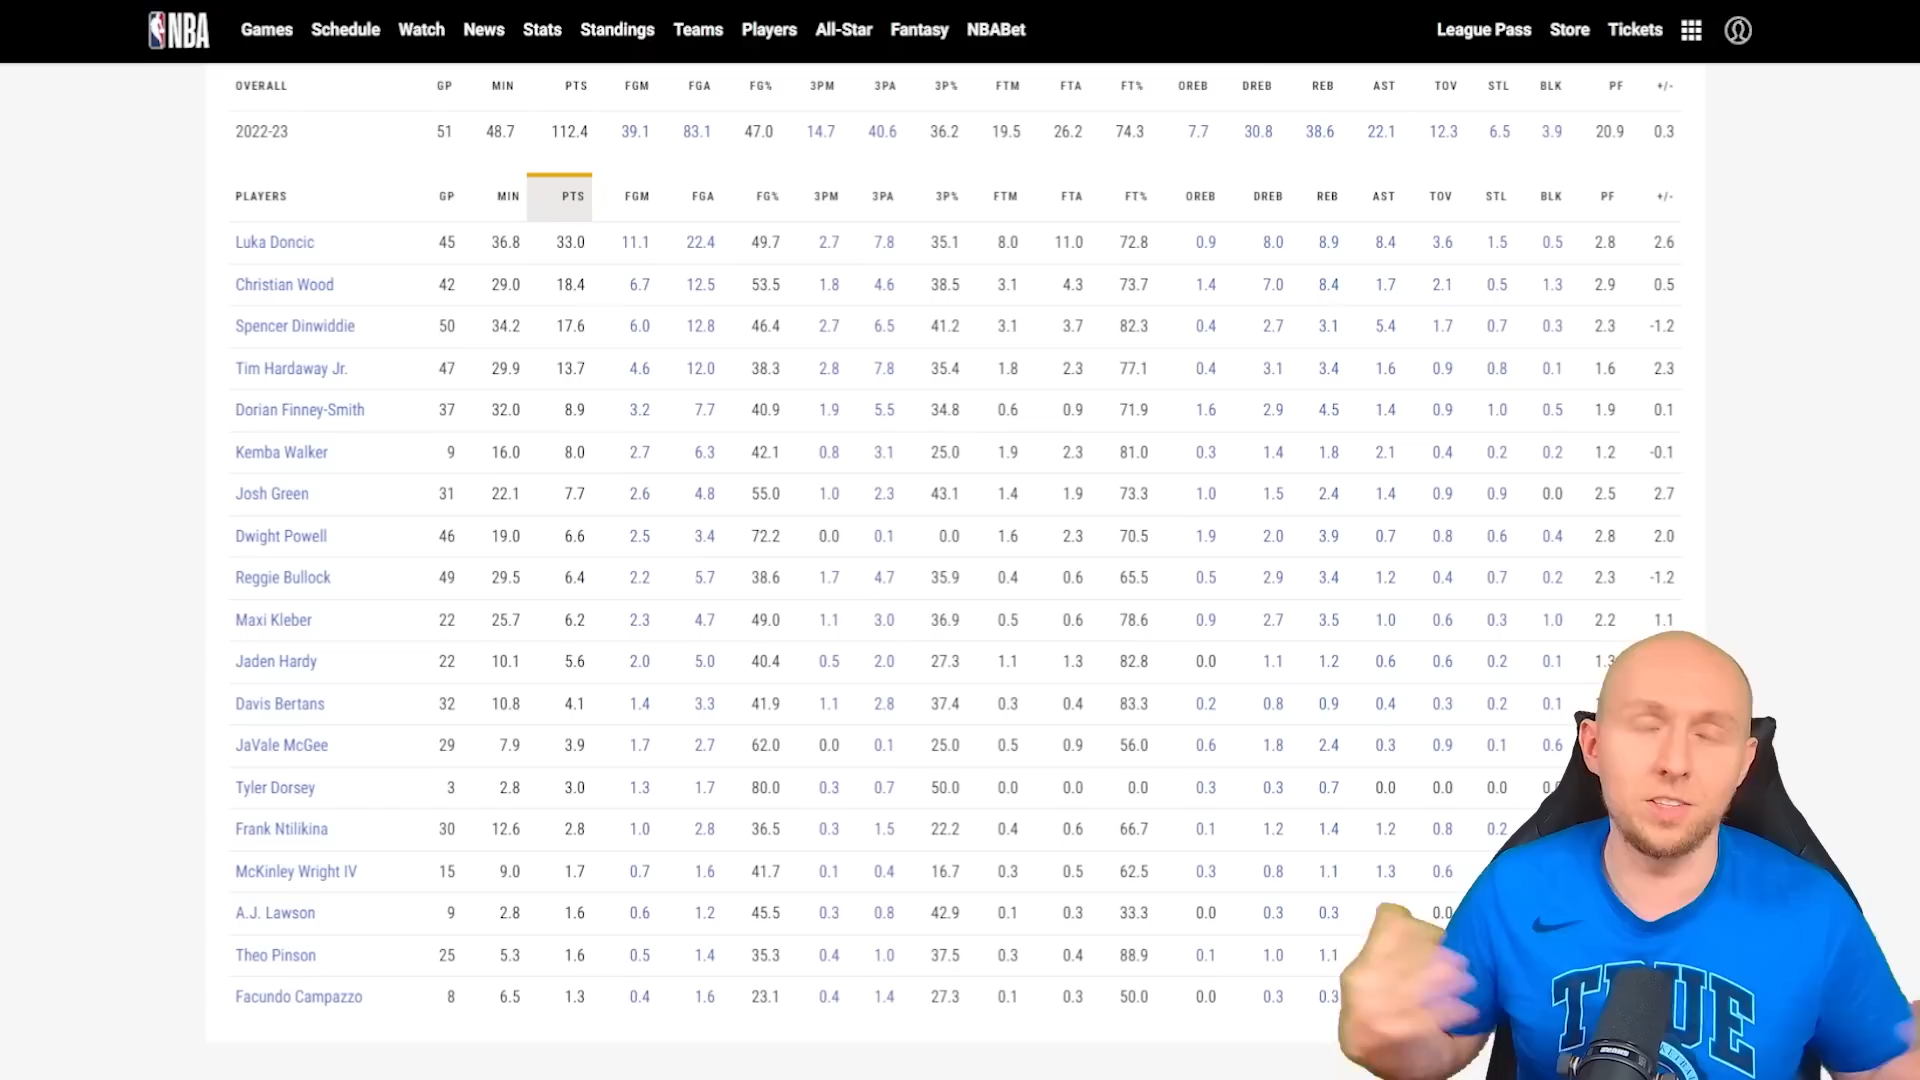 NBA Games Schedule Watch News Stats Standings Teams Players All-Star Fantasy NBABet League Pass Store Tickets
OVERALL GP MIN PTS FGM FGA FG% 3PM 3PA 3P% FTM FTA FT% OREB DREB REB AST TOV STL BLK PF +/-
2022-23 51 48.7 112.4 39.1 83.1 47.0 14.7 40.6 36.2 19.5 26.2 74.3 7.7 30.8 38.6 22.1 12.3 6.5 3.9 20.9 0.3
PLAYERS GP MIN PTS FGM FGA FG% 3PM 3PA 3P% FTM FTA FT% OREB DREB REB AST TOV STL BLK PF +/-
Luka Doncic 45 36.8 33.0 11.1 22.4 49.7 2.7 7.8 35.1 8.0 11.0 72.8 0.9 8.0 8.9 8.4 3.6 1.5 0.5 2.8 2.6
Christian Wood 42 29.0 18.4 6.7 12.5 53.5 1.8 4.6 38.5 3.1 4.3 73.7 1.4 7.0 8.4 1.7 2.1 0.5 1.3 2.9 0.5
Spencer Dinwiddie 50 34.2 17.6 6.0 12.8 46.4 2.7 6.5 41.2 3.1 3.7 82.3 0.4 2.7 3.1 5.4 1.7 0.7 0.3 2.3 -1.2
Tim Hardaway Jr. 47 29.9 13.7 4.6 12.0 38.3 2.8 7.8 35.4 1.8 2.3 77.1 0.4 3.1 3.4 1.6 0.9 0.8 0.1 1.6 2.3
Dorian Finney-Smith 37 32.0 8.9 3.2 7.7 40.9 1.9 5.5 34.8 0.6 0.9 71.9 1.6 2.9 4.5 1.4 0.9 1.0 0.5 1.9 0.1
Kemba Walker 9 16.0 8.0 2.7 6.3 42.1 0.8 3.1 25.0 1.9 2.3 81.0 0.3 1.4 1.8 2.1 0.4 0.2 0.2 1.2 -0.1
Josh Green 31 22.1 7.7 2.6 4.8 55.0 1.0 2.3 43.1 1.4 1.9 73.3 1.0 1.5 2.4 1.4 0.9 0.9 0.0 2.5 2.7
Dwight Powell 46 19.0 6.6 2.5 3.4 72.2 0.0 0.1 0.0 1.6 2.3 70.5 1.9 2.0 3.9 0.7 0.8 0.6 0.4 2.8 2.0
Reggie Bullock 49 29.5 6.4 2.2 5.7 38.6 1.7 4.7 35.9 0.4 0.6 65.5 0.5 2.9 3.4 1.2 0.4 0.7 0.2 2.3 -1.2
Maxi Kleber 22 25.7 6.2 2.3 4.7 49.0 1.1 3.0 36.9 0.5 0.6 78.6 0.9 2.7 3.5 1.0 0.6 0.3 1.0 2.2 1.1
Jaden Hardy 22 10.1 5.6 2.0 5.0 40.4 0.5 2.0 27.3 1.1 1.3 82.8 0.0 1.1 1.2 0.6 0.6 0.2 0.1 1.3
Davis Bertans 32 10.8 4.1 1.4 3.3 41.9 1.1 2.8 37.4 0.3 0.4 83.3 0.2 0.8 0.9 0.4 0.3 0.2 0.1
JaVale McGee 29 7.9 3.9 1.7 2.7 62.0 0.0 0.1 25.0 0.5 0.9 56.0 0.6 1.8 2.4 0.3 0.9 0.1 0.6
Tyler Dorsey 3 2.8 3.0 1.3 1.7 80.0 0.3 0.7 50.0 0.0 0.0 0.0 0.3 0.3 0.7 0.0 0.0 0.0
Frank Ntilikina 30 12.6 2.8 1.0 2.8 36.5 0.3 1.5 22.2 0.4 0.6 66.7 0.1 1.2 1.4 1.2 0.8 0.2
McKinley Wright IV 15 9.0 1.7 0.7 1.6 41.7 0.1 0.4 16.7 0.3 0.5 62.5 0.3 0.8 1.1 1.3 0.6
A.J. Lawson 9 2.8 1.6 0.6 1.2 45.5 0.3 0.8 42.9 0.1 0.3 33.3 0.0 0.3 0.3 0.0
Theo Pinson 25 5.3 1.6 0.5 1.4 35.3 0.4 1.0 37.5 0.3 0.4 88.9 0.1 1.0 1.1
Facundo Campazzo 8 6.5 1.3 0.4 1.6 23.1 0.4 1.4 27.3 0.1 0.3 50.0 0.0 0.3 0.3